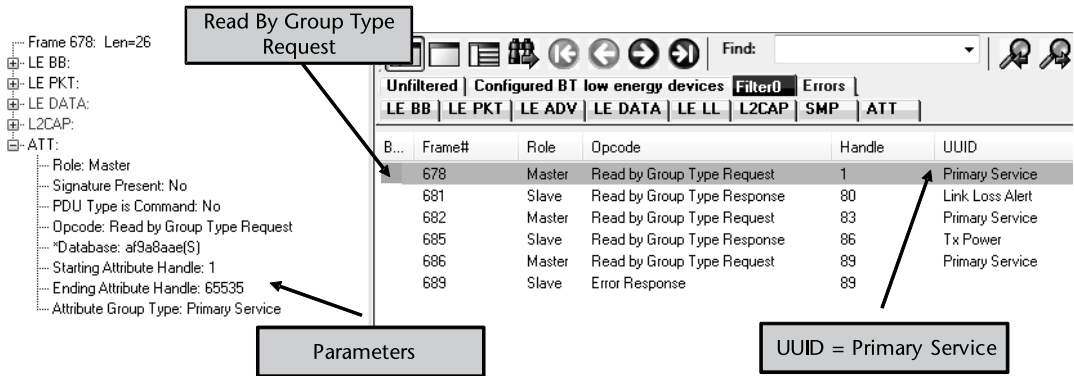 Read By Group Type
Request
Frame 678: Len=26
LE BB:
LE PKT:
LE DATA:
L2CAP:
ATT:
Role: Master
Signature Present: No
PDU Type is Command: No
Opcode: Read by Group Type Request
*Database: af9a8aae(S)
Starting Attribute Handle: 1
Ending Attribute Handle: 65535
Attribute Group Type: Primary Service
Parameters
Find:
Unfiltered Configured BT low energy devices Filter0 Errors
LE BB LE PKT LE ADV LE DATA LE LL L2CAP SMP ATT
B... Frame# Role Opcode Handle UUID
678 Master Read by Group Type Request 1 Primary Service
681 Slave Read by Group Type Response 80 Link Loss Alert
682 Master Read by Group Type Request 83 Primary Service
685 Slave Read by Group Type Response 86 Tx Power
686 Master Read by Group Type Request 89 Primary Service
689 Slave Error Response 89
UUID = Primary Service